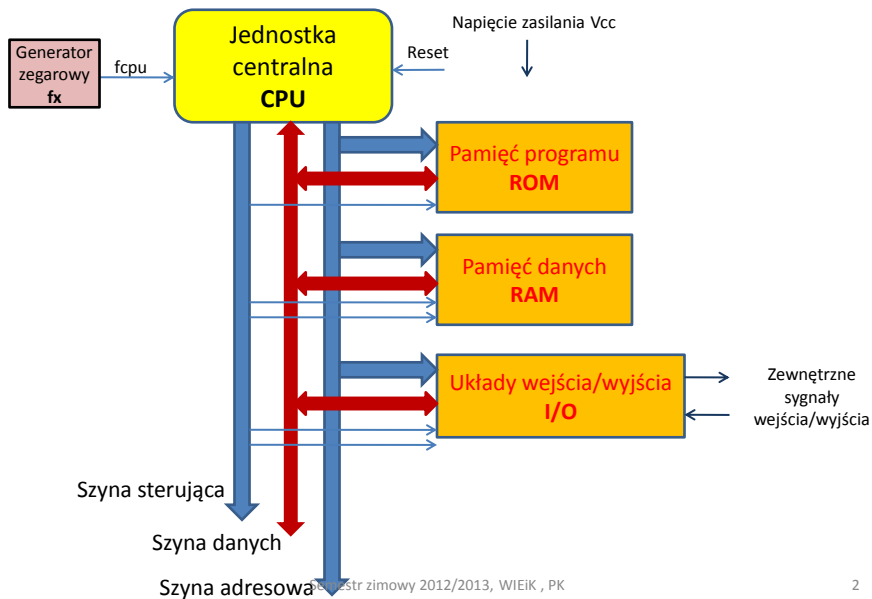 Napięcie zasilania Vcc
Generator
zegarowy
fx
fcpu
Jednostka
centralna
CPU
Reset
Pamięć programu
ROM
Pamięć danych
RAM
Układy wejścia/wyjścia
I/O
Zewnętrzne
sygnały
wejścia/wyjścia
Szyna sterująca
Szyna danych
Szyna adresowa
Semestr zimowy 2012/2013, WIEiK , PK
2